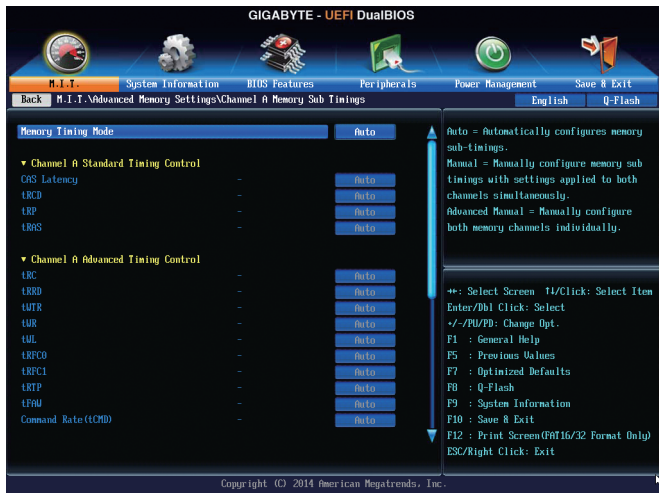 GIGABYTE - UEFI DualBIOS
M.I.T. System Information BIOS Features Peripherals Power Management Save & Exit
Back M.I.T.\Advanced Memory Settings\Channel A Memory Sub Timings English Q-Flash
Memory Timing Mode Auto
▼ Channel A Standard Timing Control
CAS Latency - Auto
tRCD - Auto
tRP - Auto
tRAS - Auto
▼ Channel A Advanced Timing Control
tRC - Auto
tRRD - Auto
tWTR - Auto
tWR - Auto
tWL - Auto
tRFC0 - Auto
tRFC1 - Auto
tRTP - Auto
tFAW - Auto
Command Rate(tCMD) - Auto
Auto = Automatically configures memory
sub-timings.
Manual = Manually configure memory sub
timings with settings applied to both
channels simultaneously.
Advanced Manual = Manually configure
both memory channels individually.
→←: Select Screen ↑↓/Click: Select Item
Enter/Dbl Click: Select
+/-/PU/PD: Change Opt.
F1 : General Help
F5 : Previous Values
F7 : Optimized Defaults
F8 : Q-Flash
F9 : System Information
F10 : Save & Exit
F12 : Print Screen(FAT16/32 Format Only)
ESC/Right Click: Exit
Copyright (C) 2014 American Megatrends, Inc.